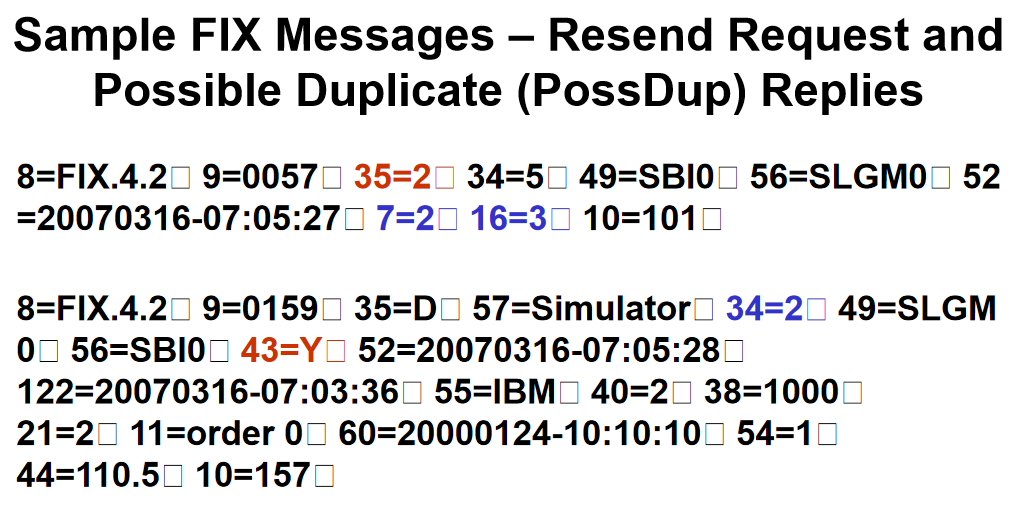 Sample FIX Messages – Resend Request and
Possible Duplicate (PossDup) Replies
8=FIX.4.2□ 9=0057□ 35=2□ 34=5□ 49=SBI0□ 56=SLGM0□ 52
=20070316-07:05:27□ 7=2□ 16=3□ 10=101□
8=FIX.4.2□ 9=0159□ 35=D□ 57=Simulator□ 34=2□ 49=SLGM
0□ 56=SBI0□ 43=Y□ 52=20070316-07:05:28□
122=20070316-07:03:36□ 55=IBM□ 40=2□ 38=1000□
21=2□ 11=order 0□ 60=20000124-10:10:10□ 54=1□
44=110.5□ 10=157□